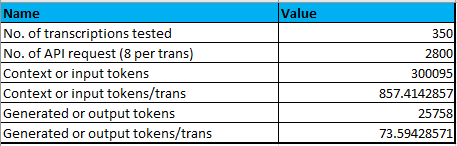 Name Value
No. of transcriptions tested 350
No. of API request (8 per trans) 2800
Context or input tokens 300095
Context or input tokens/trans 857.4142857
Generated or output tokens 25758
Generated or output tokens/trans 73.59428571